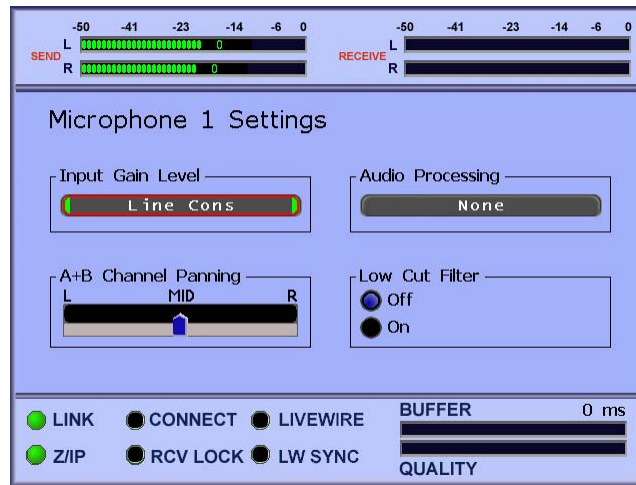 -50 -41 -23 -14 -6 0
SEND L R
-50 -41 -23 -14 -6 0
RECEIVE L R
Microphone 1 Settings
Input Gain Level
Line Cons
Audio Processing
None
A+B Channel Panning
L MID R
Low Cut Filter
Off
On
LINK CONNECT LIVEWIRE
Z/IP RCV LOCK LW SYNC
BUFFER 0 ms
QUALITY